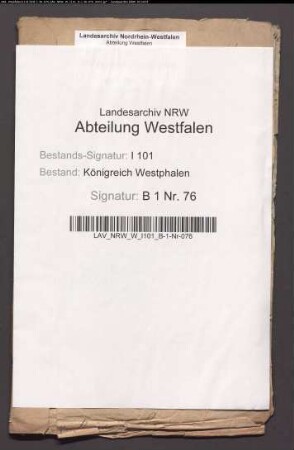 Landesarchiv Nordrhein-Westfalen
Abteilung Westfalen
Landesarchiv NRW
Abteilung Westfalen
Bestands-Signatur: I 101
Bestand: Königreich Westphalen
Signatur: B 1 Nr. 76
LAV_NRW_W_I101_B-1-Nr-076